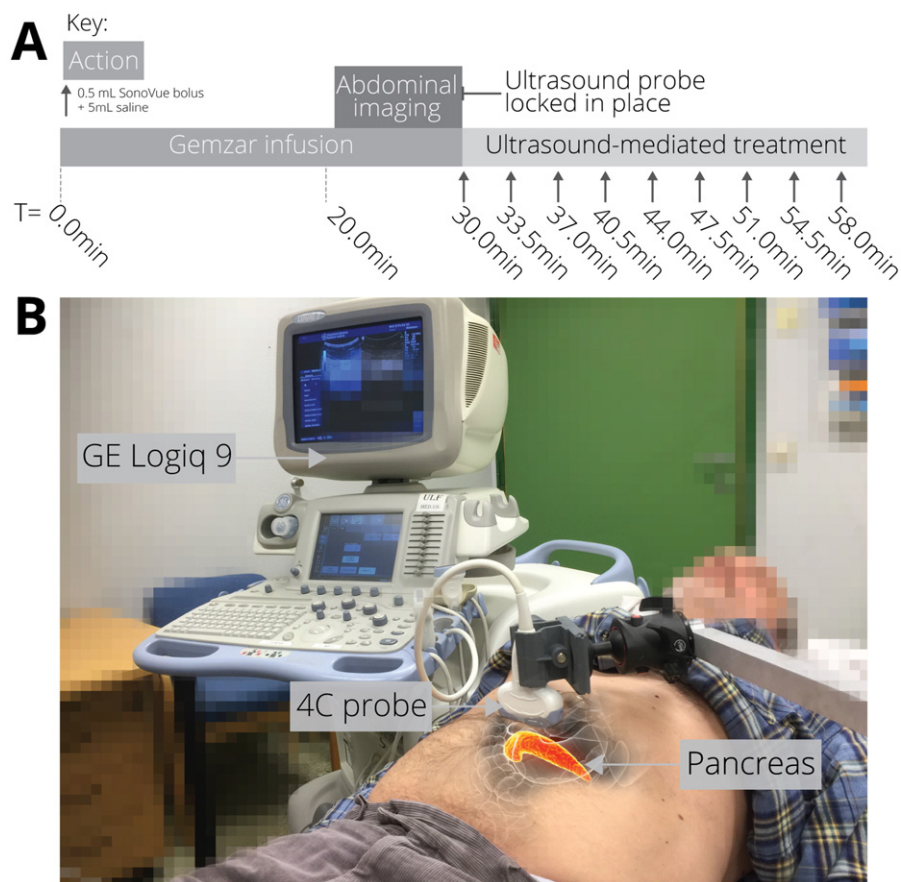 A
Key:
Action
0.5 mL SonoVue bolus
+ 5mL saline
Abdominal
imaging
Ultrasound probe
locked in place
Gemzar infusion
Ultrasound-mediated treatment
T=
0.0min
20.0min
30.0min
33.5min
37.0min
40.5min
44.0min
47.5min
51.0min
54.5min
58.0min
B
GE Logiq 9
ULF
4C probe
Pancreas